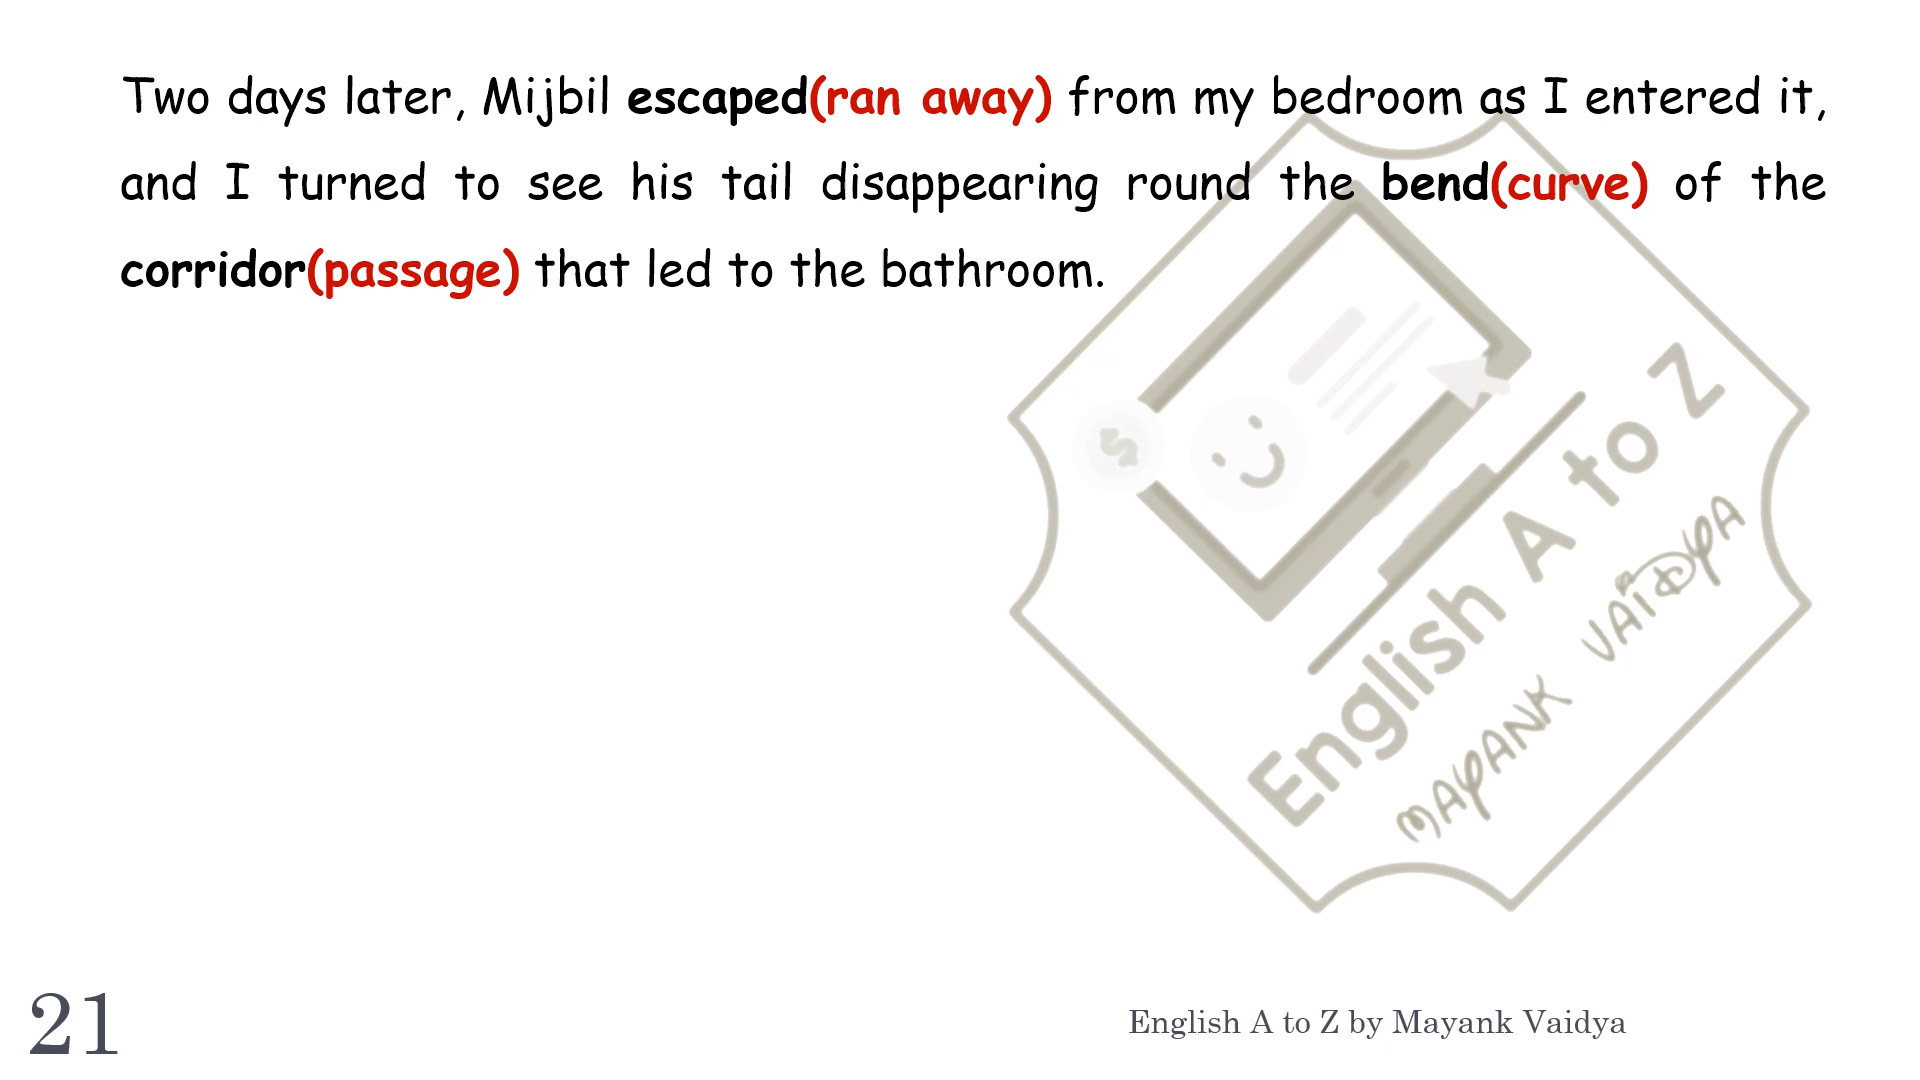 Two days later, Mijbil escaped(ran away) from my bedroom as I entered it,
and I turned to see his tail disappearing round the bend(curve) of the
corridor(passage) that led to the bathroom.
$
English A to Z
MAYANK VAIDYA
21
English A to Z by Mayank Vaidya